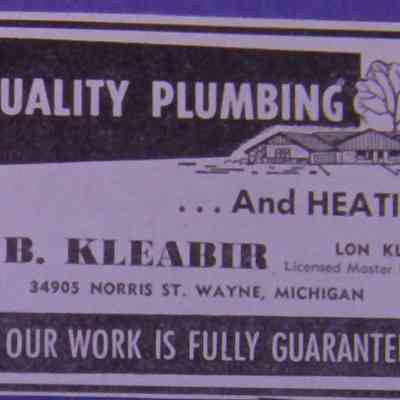 UALITY PLUMBING
. . . And HEATI
B. KLEABIR
LON KL
Licensed Master
34905 NORRIS ST. WAYNE, MICHIGAN
OUR WORK IS FULLY GUARANTE